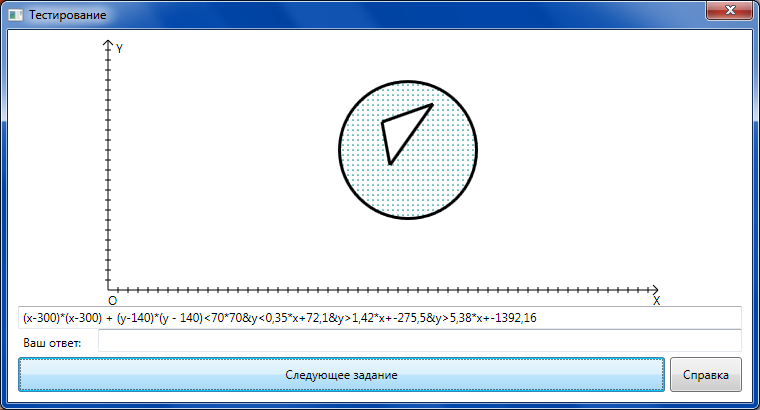 Тестирование
Y
O
X
(x-300)*(x-300) + (y-140)*(y - 140)<70*70&y<0,35*x+72,1&y>1,42*x+-275,5&y>5,38*x+-1392,16
Ваш ответ:
Следующее задание
Справка